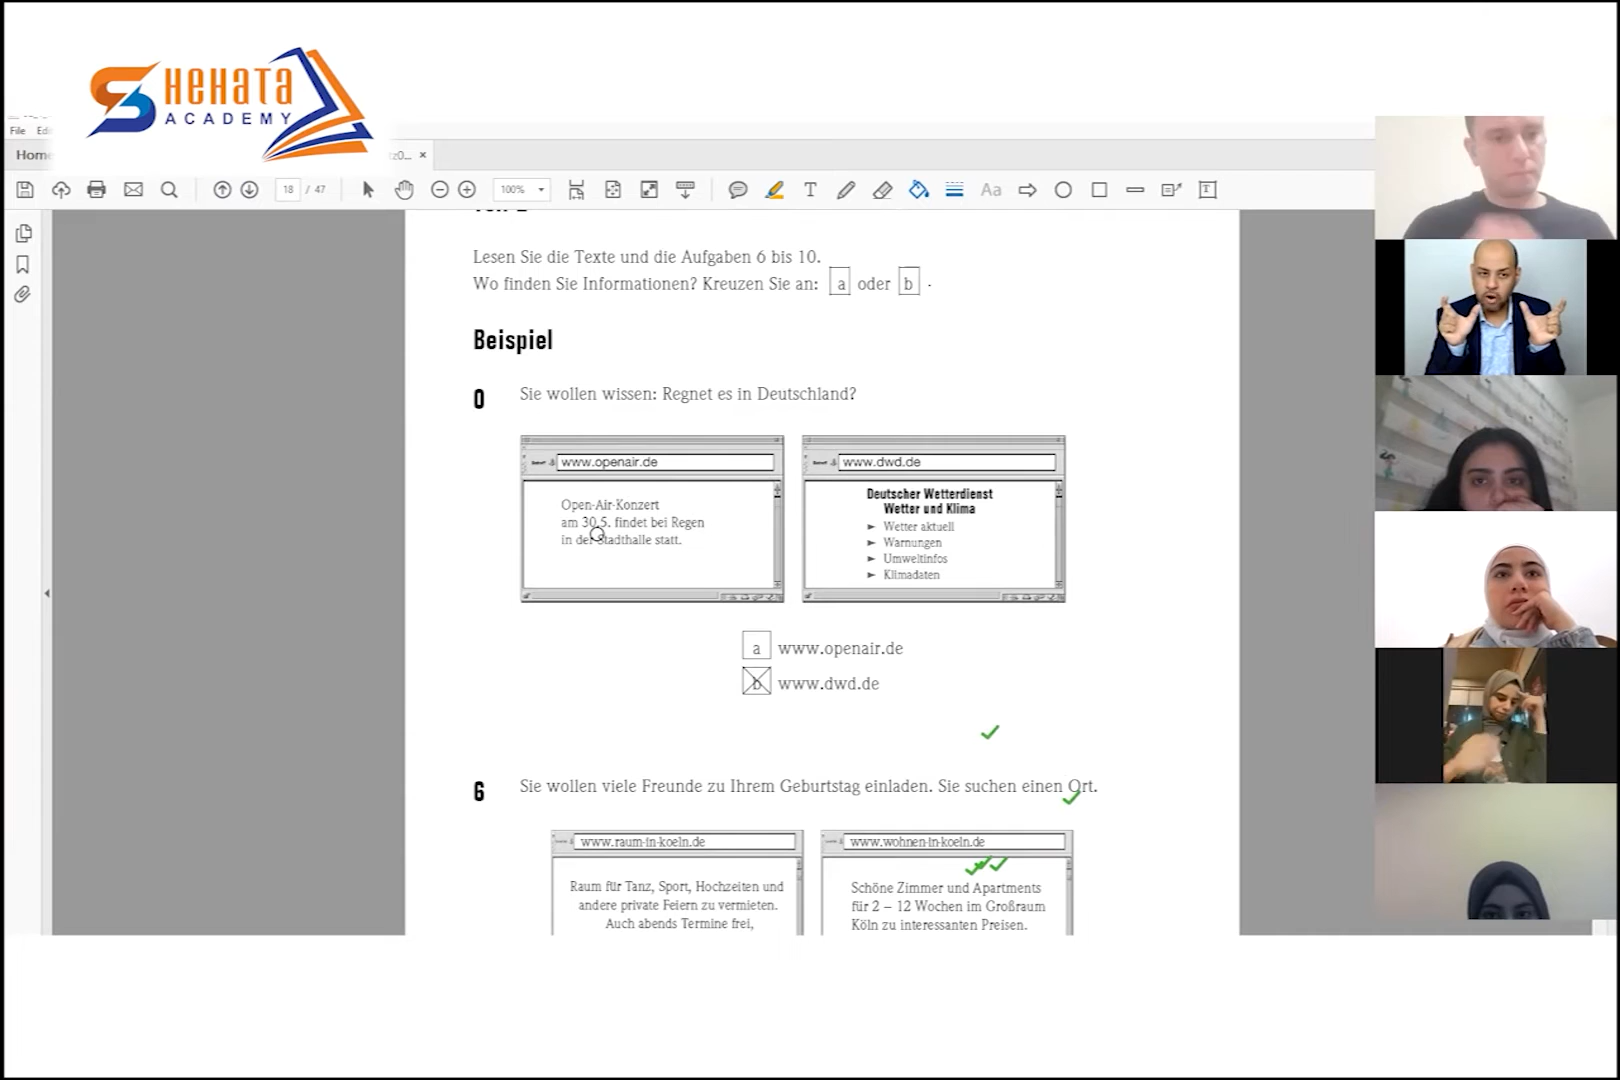 SHEHATA
ACADEMY
File
Home
z0...
18 / 47
100%
T
Aa
T
Lesen Sie die Texte und die Aufgaben 6 bis 10.
Wo finden Sie Informationen? Kreuzen Sie an: a oder b .
Beispiel
0 Sie wollen wissen: Regnet es in Deutschland?
www.openair.de
Open-Air-Konzert
am 30.5. findet bei Regen
in der Stadthalle statt.
www.dwd.de
Deutscher Wetterdienst
Wetter und Klima
► Wetter aktuell
► Warnungen
► Umweltinfos
► Klimadaten
a www.openair.de
b www.dwd.de
6 Sie wollen viele Freunde zu Ihrem Geburtstag einladen. Sie suchen einen Ort.
www.raum-in-koeln.de
Raum für Tanz, Sport, Hochzeiten und
andere private Feiern zu vermieten.
Auch abends Termine frei,
www.wohnen-in-koeln.de
Schöne Zimmer und Apartments
für 2 – 12 Wochen im Großraum
Köln zu interessanten Preisen.